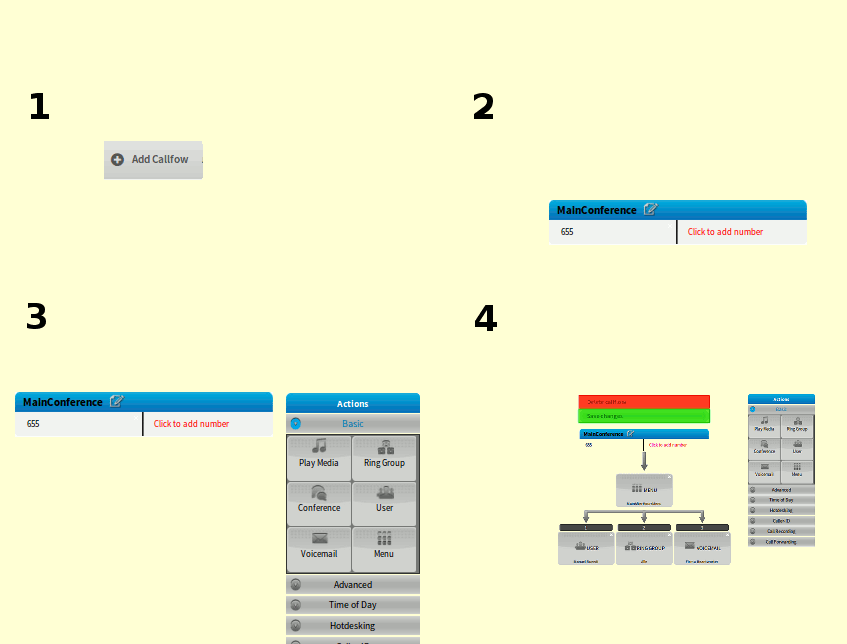 1
Add Callfow
2
MainConference
655 Click to add number
3
MainConference
655 Click to add number
Actions
Basic
Play Media Ring Group
Conference User
Voicemail Menu
Advanced
Time of Day
Hotdesking
4
Delete callflow
Save changes
MainConference
655 Click to add number
MENU
1 2 3
USER RING GROUP VOICEMAIL
Actions
Basic
Play Media Ring Group
Conference User
Voicemail Menu
Advanced
Time of Day
Hotdesking
Caller-ID
Call Recording
Call Forwarding